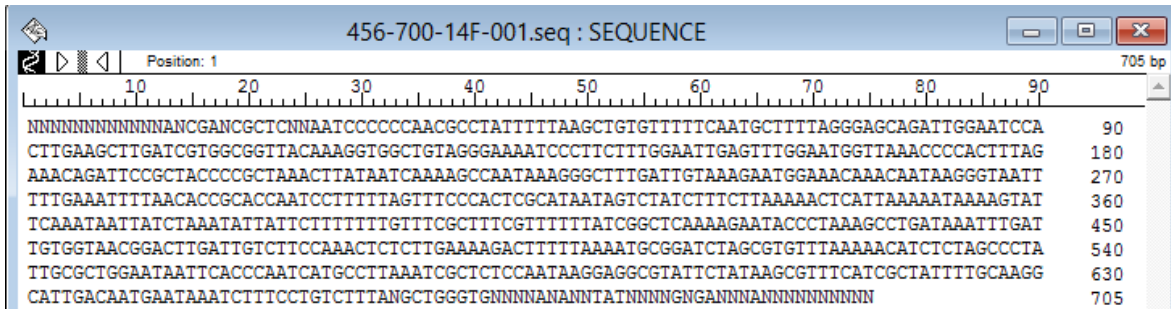 456-700-14F-001.seq : SEQUENCE
Position: 1 705 bp
10 20 30 40 50 60 70 80 90
NNNNNNNNNNNNANCGANCGCTCNNAATCCCCCCAACGCCTATTTTTAAGCTGTGTTTTTCAATGCTTTTAGGGAGCAGATTGGAATCCA 90
CTTGAAGCTTGATCGTGGCGGTTACAAAGGTGGCTGTAGGGAAAATCCCTTCTTTGGAATTGAGTTTGGAATGGTTAAACCCCACTTTAG 180
AAACAGATTCCGCTACCCCGCTAAACTTATAATCAAAAGCCAATAAAGGGCTTTGATTGTAAAGAATGGAAACAAACAATAAGGGTAATT 270
TTTGAAATTTTAACACCGCACCAATCCTTTTTAGTTTCCCACTCGCATAATAGTCTATCTTTCTTAAAAACTCATTAAAAATAAAAGTAT 360
TCAAATAATTATCTAAATATTATTCTTTTTTTGTTTCGCTTTCGTTTTTTATCGGCTCAAAAGAATACCCTAAAGCCTGATAAATTTGAT 450
TGTGGTAACGGACTTGATTGTCTTCCAAACTCTCTTGAAAAGACTTTTTAAAATGCGGATCTAGCGTGTTTAAAAACATCTCTAGCCCTA 540
TTGCGCTGGAATAATTCACCCAATCATGCCTTAAATCGCTCTCCAATAAGGAGGCGTATTCTATAAGCGTTTCATCGCTATTTTGCAAGG 630
CATTGACAATGAATAAATCTTTCCTGTCTTTANGCTGGGTGNNNNANANNTATNNNNGNGANNNANNNNNNNNNN 705